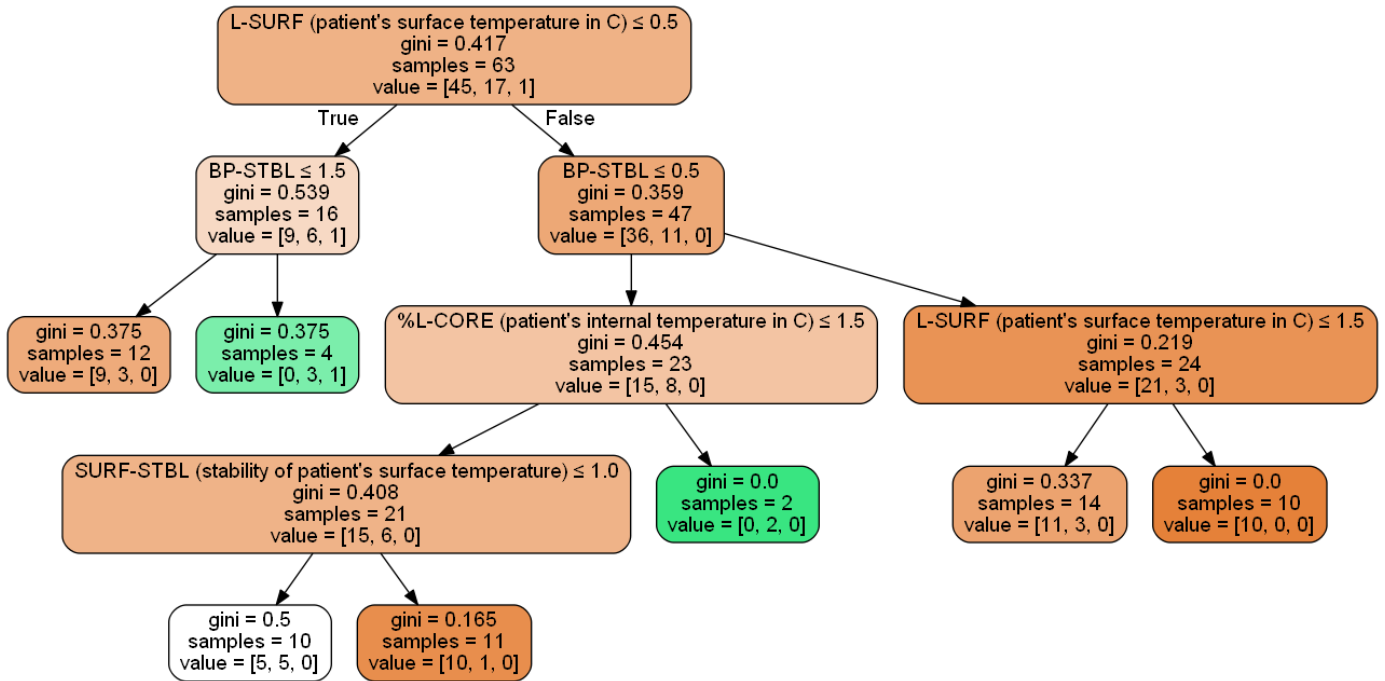 L-SURF (patient's surface temperature in C) ≤ 0.5
gini = 0.417
samples = 63
value = [45, 17, 1]
True
False
BP-STBL ≤ 1.5
gini = 0.539
samples = 16
value = [9, 6, 1]
BP-STBL ≤ 0.5
gini = 0.359
samples = 47
value = [36, 11, 0]
gini = 0.375
samples = 12
value = [9, 3, 0]
gini = 0.375
samples = 4
value = [0, 3, 1]
%L-CORE (patient's internal temperature in C) ≤ 1.5
gini = 0.454
samples = 23
value = [15, 8, 0]
L-SURF (patient's surface temperature in C) ≤ 1.5
gini = 0.219
samples = 24
value = [21, 3, 0]
SURF-STBL (stability of patient's surface temperature) ≤ 1.0
gini = 0.408
samples = 21
value = [15, 6, 0]
gini = 0.0
samples = 2
value = [0, 2, 0]
gini = 0.337
samples = 14
value = [11, 3, 0]
gini = 0.0
samples = 10
value = [10, 0, 0]
gini = 0.5
samples = 10
value = [5, 5, 0]
gini = 0.165
samples = 11
value = [10, 1, 0]